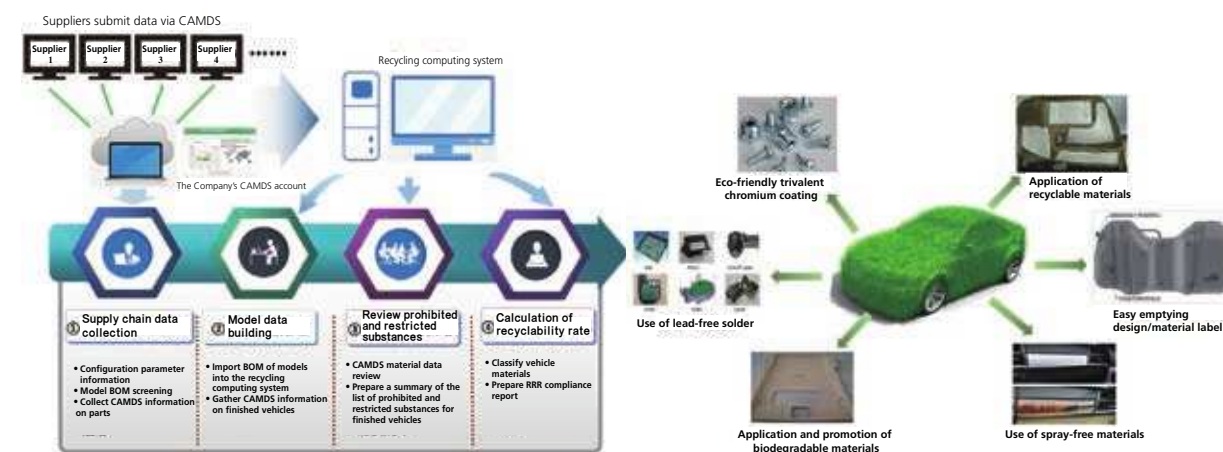 Suppliers submit data via CAMDS
Supplier
1
Supplier
2
Supplier
3
Supplier
4
......
Recycling computing system
The Company's CAMDS account
① Supply chain data
collection
• Configuration parameter
information
• Model BOM screening
• Collect CAMDS information
on parts
② Model data
building
• Import BOM of models
into the recycling
computing system
• Gather CAMDS information
on finished vehicles
③ Review prohibited
and restricted
substances
• CAMDS material data
review
• Prepare a summary of the
list of prohibited and
restricted substances for
finished vehicles
④ Calculation of
recyclability rate
• Classify vehicle
materials
• Prepare RRR compliance
report
Eco-friendly trivalent
chromium coating
Application of
recyclable materials
Use of lead-free solder
Easy emptying
design/material label
Application and promotion of
biodegradable materials
Use of spray-free materials